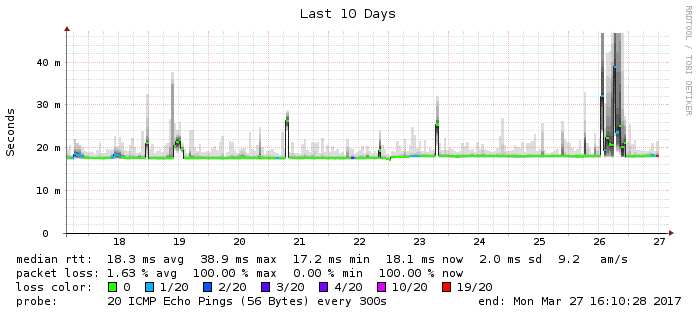 Last 10 Days
RRDTOOL / TOBI OETIKER
Seconds
40 m
30 m
20 m
10 m
0
18 19 20 21 22 23 24 25 26 27
median rtt: 18.3 ms avg 38.9 ms max 17.2 ms min 18.1 ms now 2.0 ms sd 9.2 am/s
packet loss: 1.63 % avg 100.00 % max 0.00 % min 100.00 % now
loss color: 0 1/20 2/20 3/20 4/20 10/20 19/20
probe: 20 ICMP Echo Pings (56 Bytes) every 300s end: Mon Mar 27 16:10:28 2017